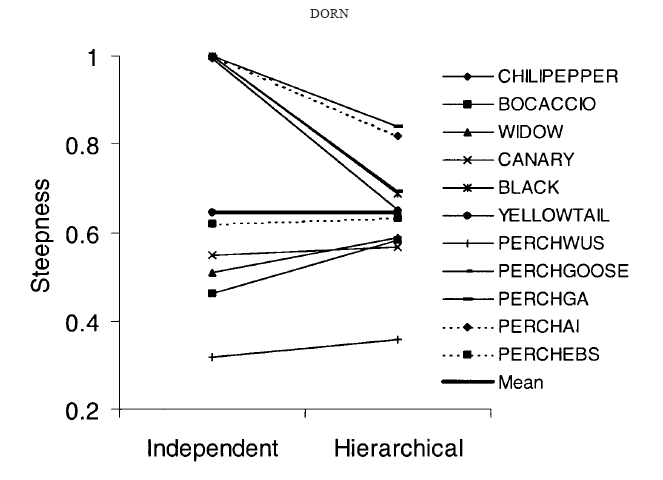 DORN
1
0.8
0.6
0.4
0.2
Steepness
Independent
Hierarchical
CHILIPEPPER
BOCACCIO
WIDOW
CANARY
BLACK
YELLOWTAIL
PERCHWUS
PERCHGOOSE
PERCHGA
PERCHAI
PERCHEBS
Mean